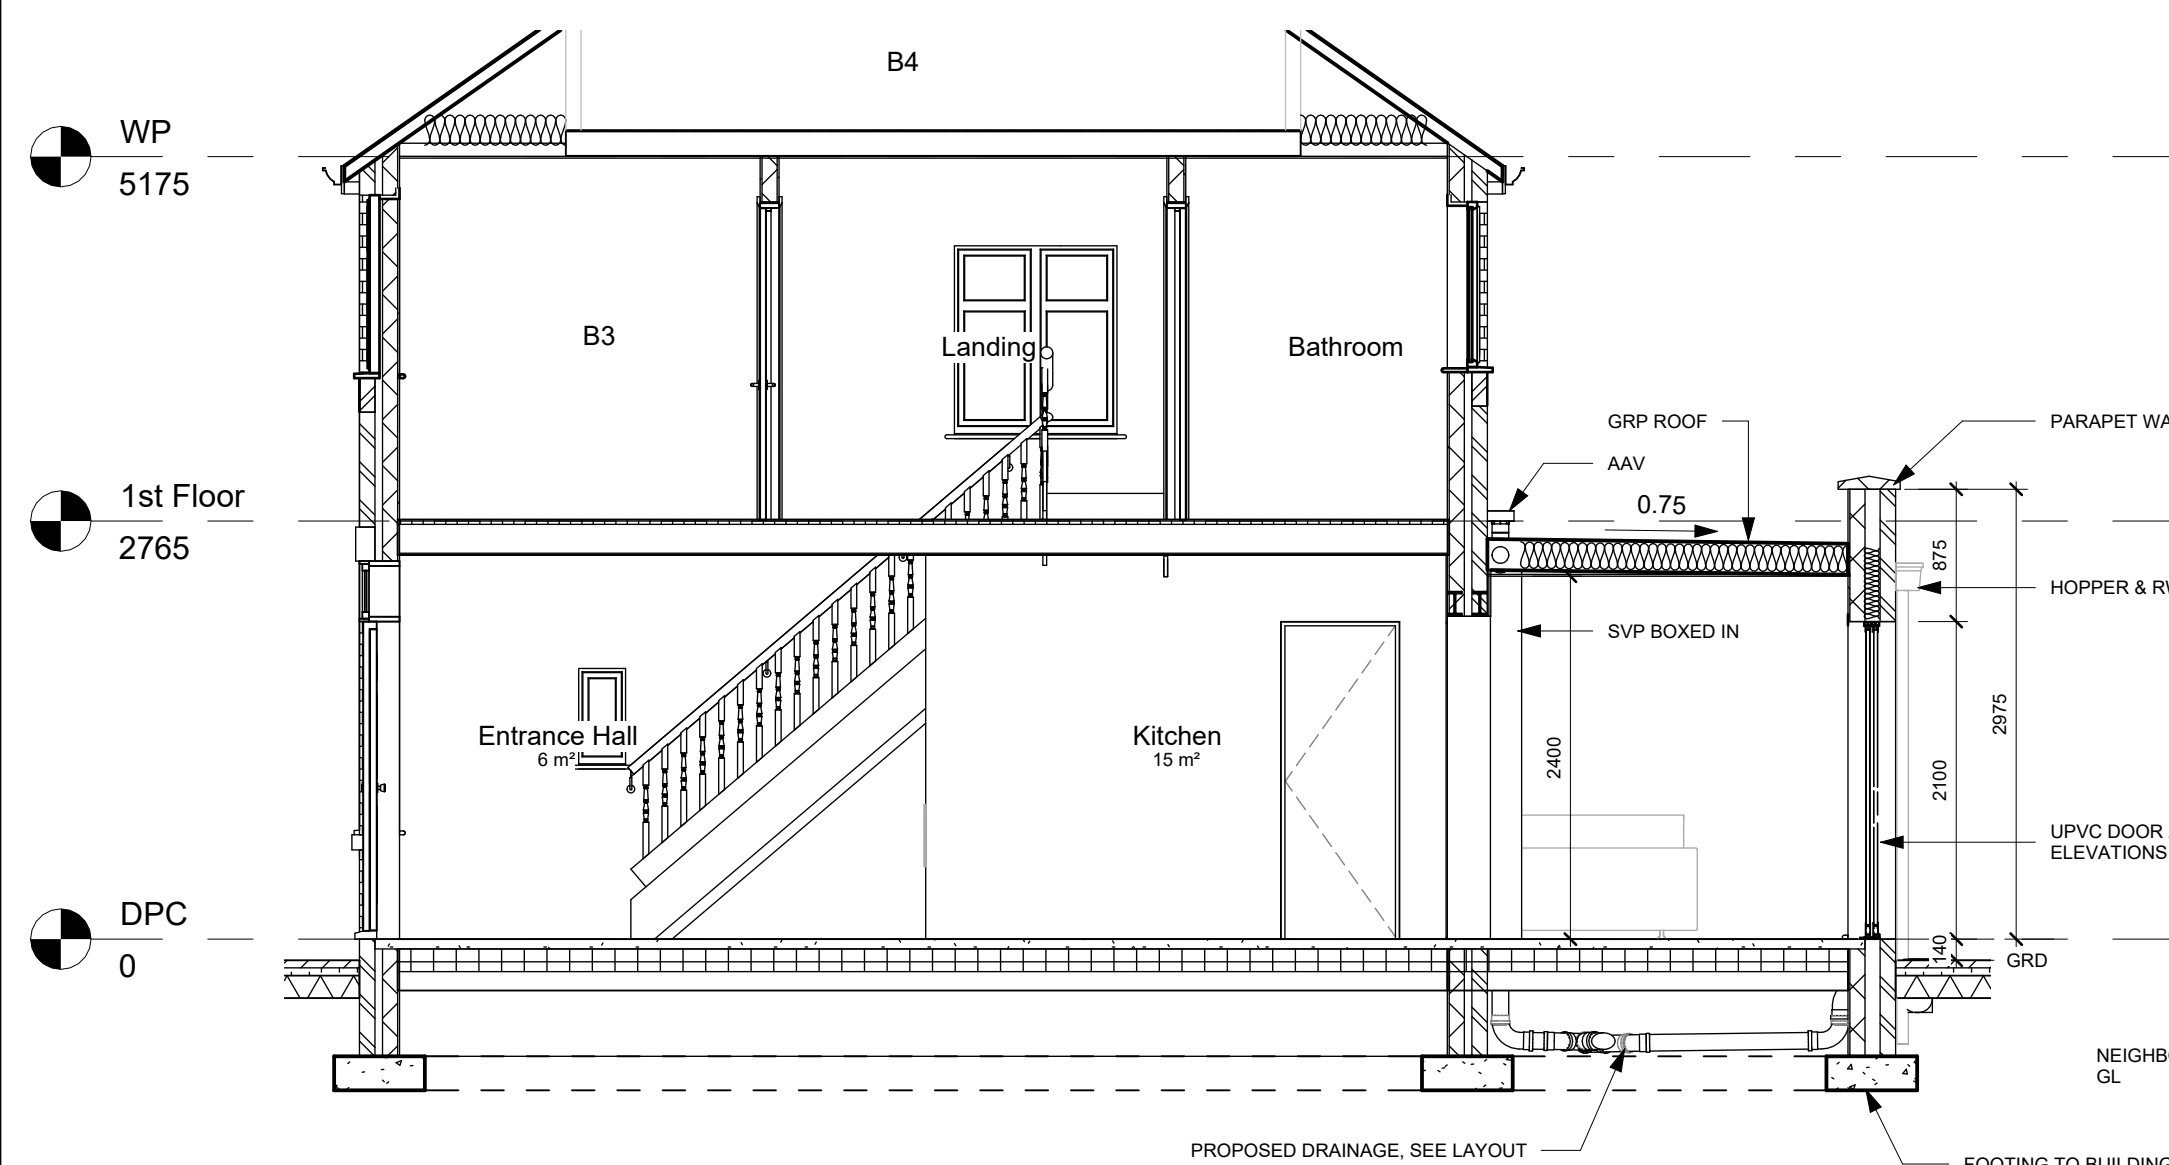 B4
WP
5175
B3
Landing
Bathroom
GRP ROOF
PARAPET WA
AAV
1st Floor
0.75
2765
875
HOPPER & RW
SVP BOXED IN
2975
Entrance Hall
6 m²
Kitchen
15 m²
2400
2100
UPVC DOOR
ELEVATIONS
DPC
0
140
GRD
NEIGHBO
GL
PROPOSED DRAINAGE, SEE LAYOUT
FOOTING TO BUILDING